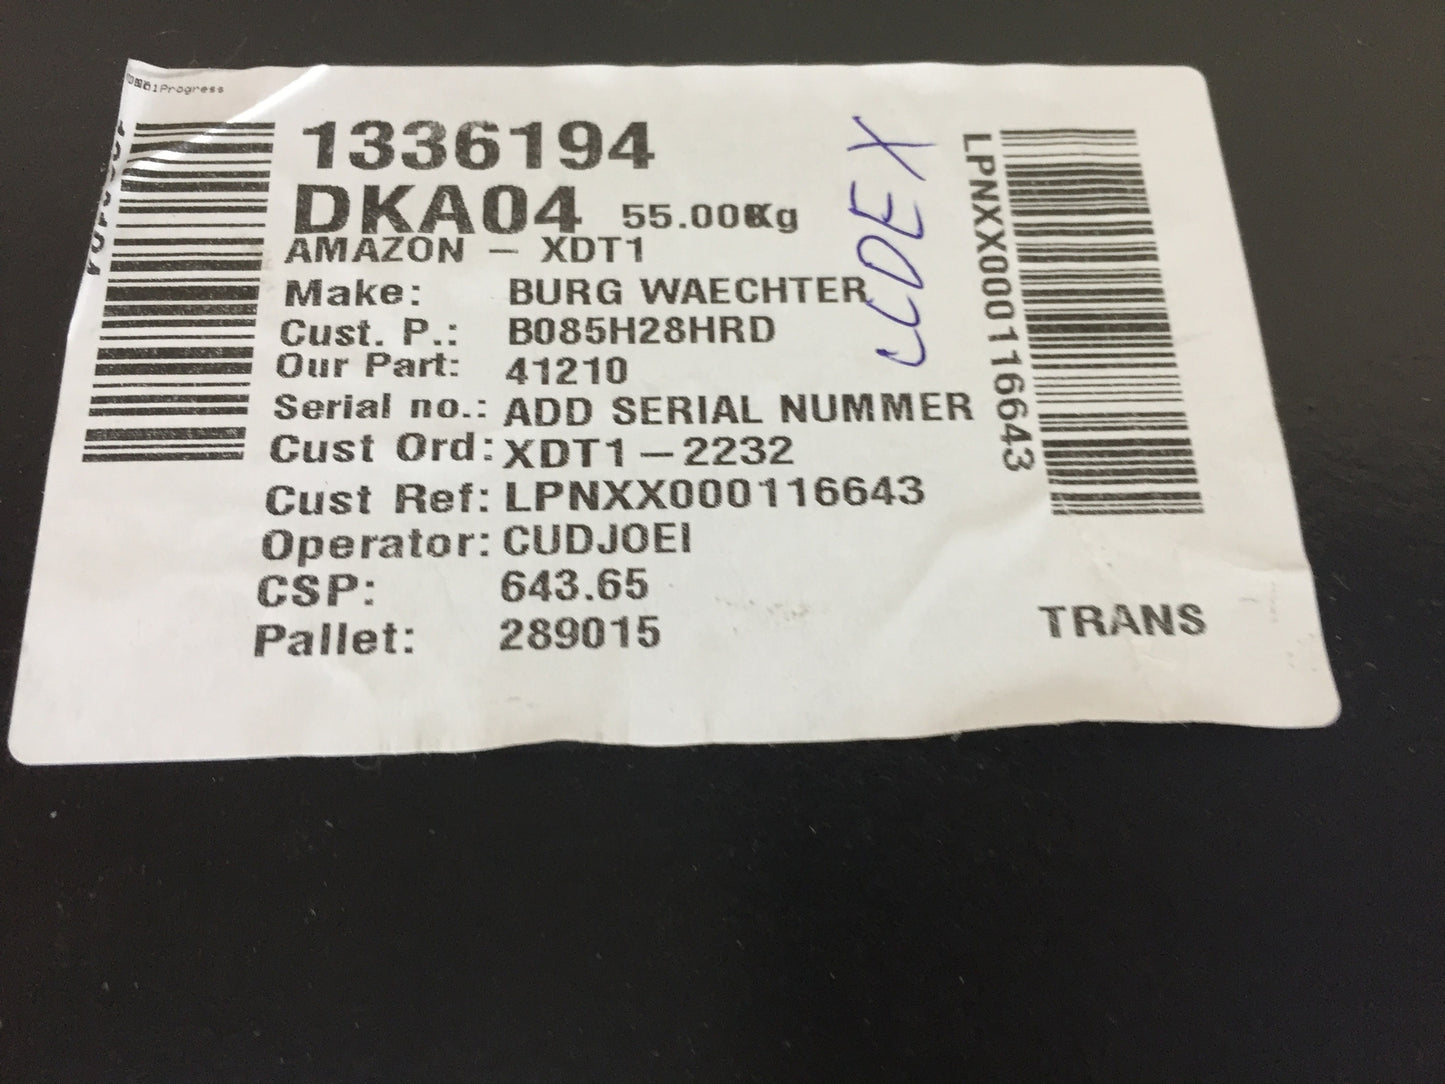 1Progress
1336194
DKA04 55.00Kg
AMAZON - XDT1
Make: BURG WAECHTER
Cust. P.: B085H28HRD
Our Part: 41210
Serial no.: ADD SERIAL NUMMER
Cust Ord: XDT1-2232
Cust Ref: LPNXX000116643
Operator: CUDJOEI
CSP: 643.65
Pallet: 289015
LPNXX000116643
TRANS